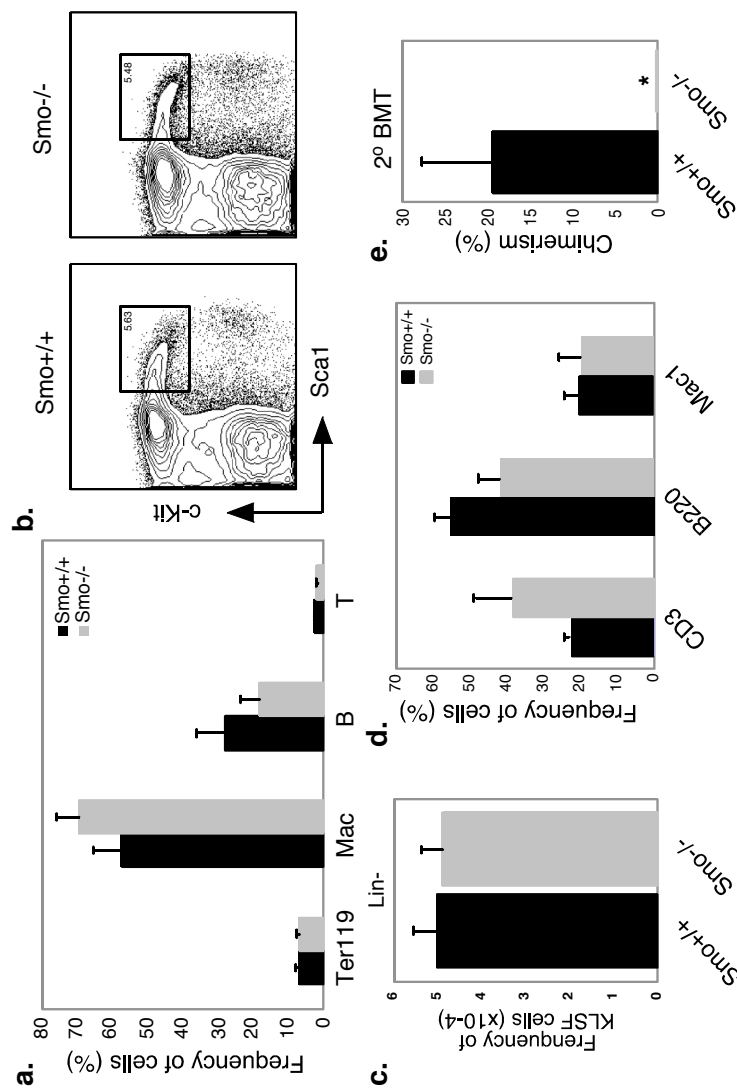 a.
Frequency of cells (%)
80
70
60
50
40
30
20
10
0
Smo+/+
Smo-/-
Ter119
Mac
B
T
b.
Smo+/+
Smo-/-
5.63
5.48
c-Kit
Sca1
c.
Frenquency of
KLSF cells (x10-4)
6
5
4
3
2
1
0
Lin-
Smo+/+
Smo-/-
d.
Frequency of cells (%)
70
60
50
40
30
20
10
0
Smo+/+
Smo-/-
CD3
B220
Mac1
e.
2º BMT
Chimerism (%)
30
25
20
15
10
5
0
*
Smo+/+
Smo-/-